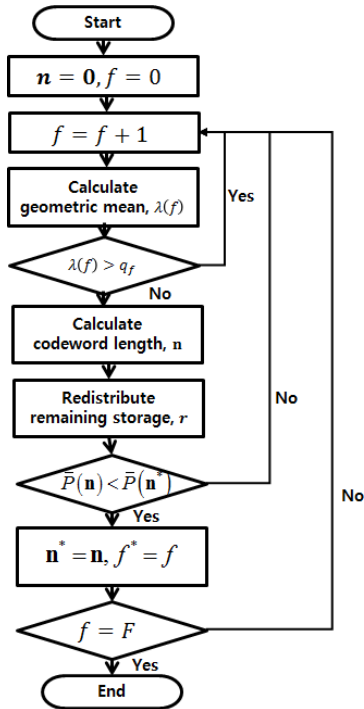 Start
n = 0, f = 0
f = f + 1
Calculate
geometric mean, λ(f)
Yes
λ(f) > q_f
No
Calculate
codeword length, n
Redistribute
remaining storage, r
No
P̄(n) < P̄(n*)
No
Yes
n* = n, f* = f
f = F
Yes
End